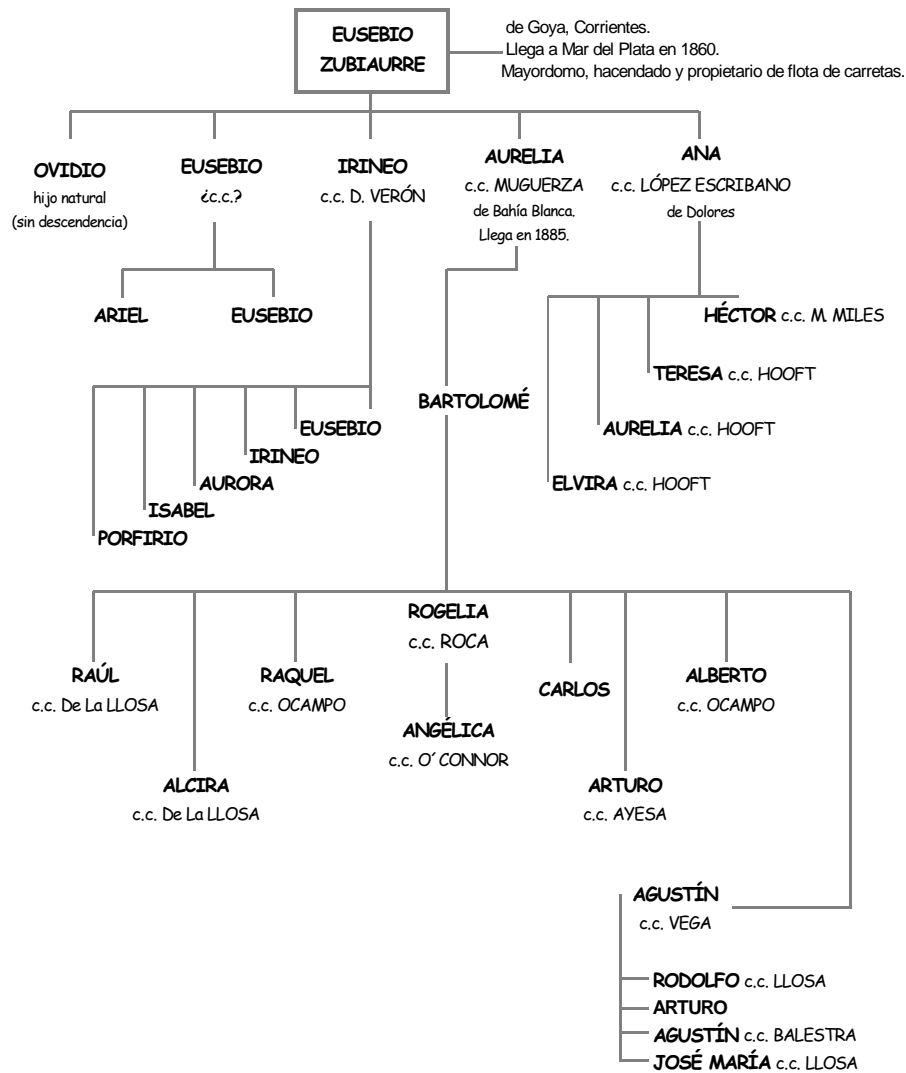 EUSEBIO
ZUBIAURRE
de Goya, Corrientes.
Llega a Mar del Plata en 1860.
Mayordomo, hacendado y propietario de flota de carretas.
OVIDIO
hijo natural
(sin descendencia)
EUSEBIO
¿c.c.?
IRINEO
c.c. D. VERÓN
AURELIA
c.c. MUGUERZA
de Bahía Blanca.
Llega en 1885.
ANA
c.c. LÓPEZ ESCRIBANO
de Dolores
ARIEL
EUSEBIO
HÉCTOR c.c. M. MILES
TERESA c.c. HOOFT
AURELIA c.c. HOOFT
ELVIRA c.c. HOOFT
BARTOLOMÉ
EUSEBIO
IRINEO
AURORA
ISABEL
PORFIRIO
RAÚL
c.c. De La LLOSA
ALCIRA
c.c. De La LLOSA
RAQUEL
c.c. OCAMPO
ROGELIA
c.c. ROCA
ANGÉLICA
c.c. O´CONNOR
CARLOS
ARTURO
c.c. AYESA
ALBERTO
c.c. OCAMPO
AGUSTÍN
c.c. VEGA
RODOLFO c.c. LLOSA
ARTURO
AGUSTÍN c.c. BALESTRA
JOSÉ MARÍA c.c. LLOSA